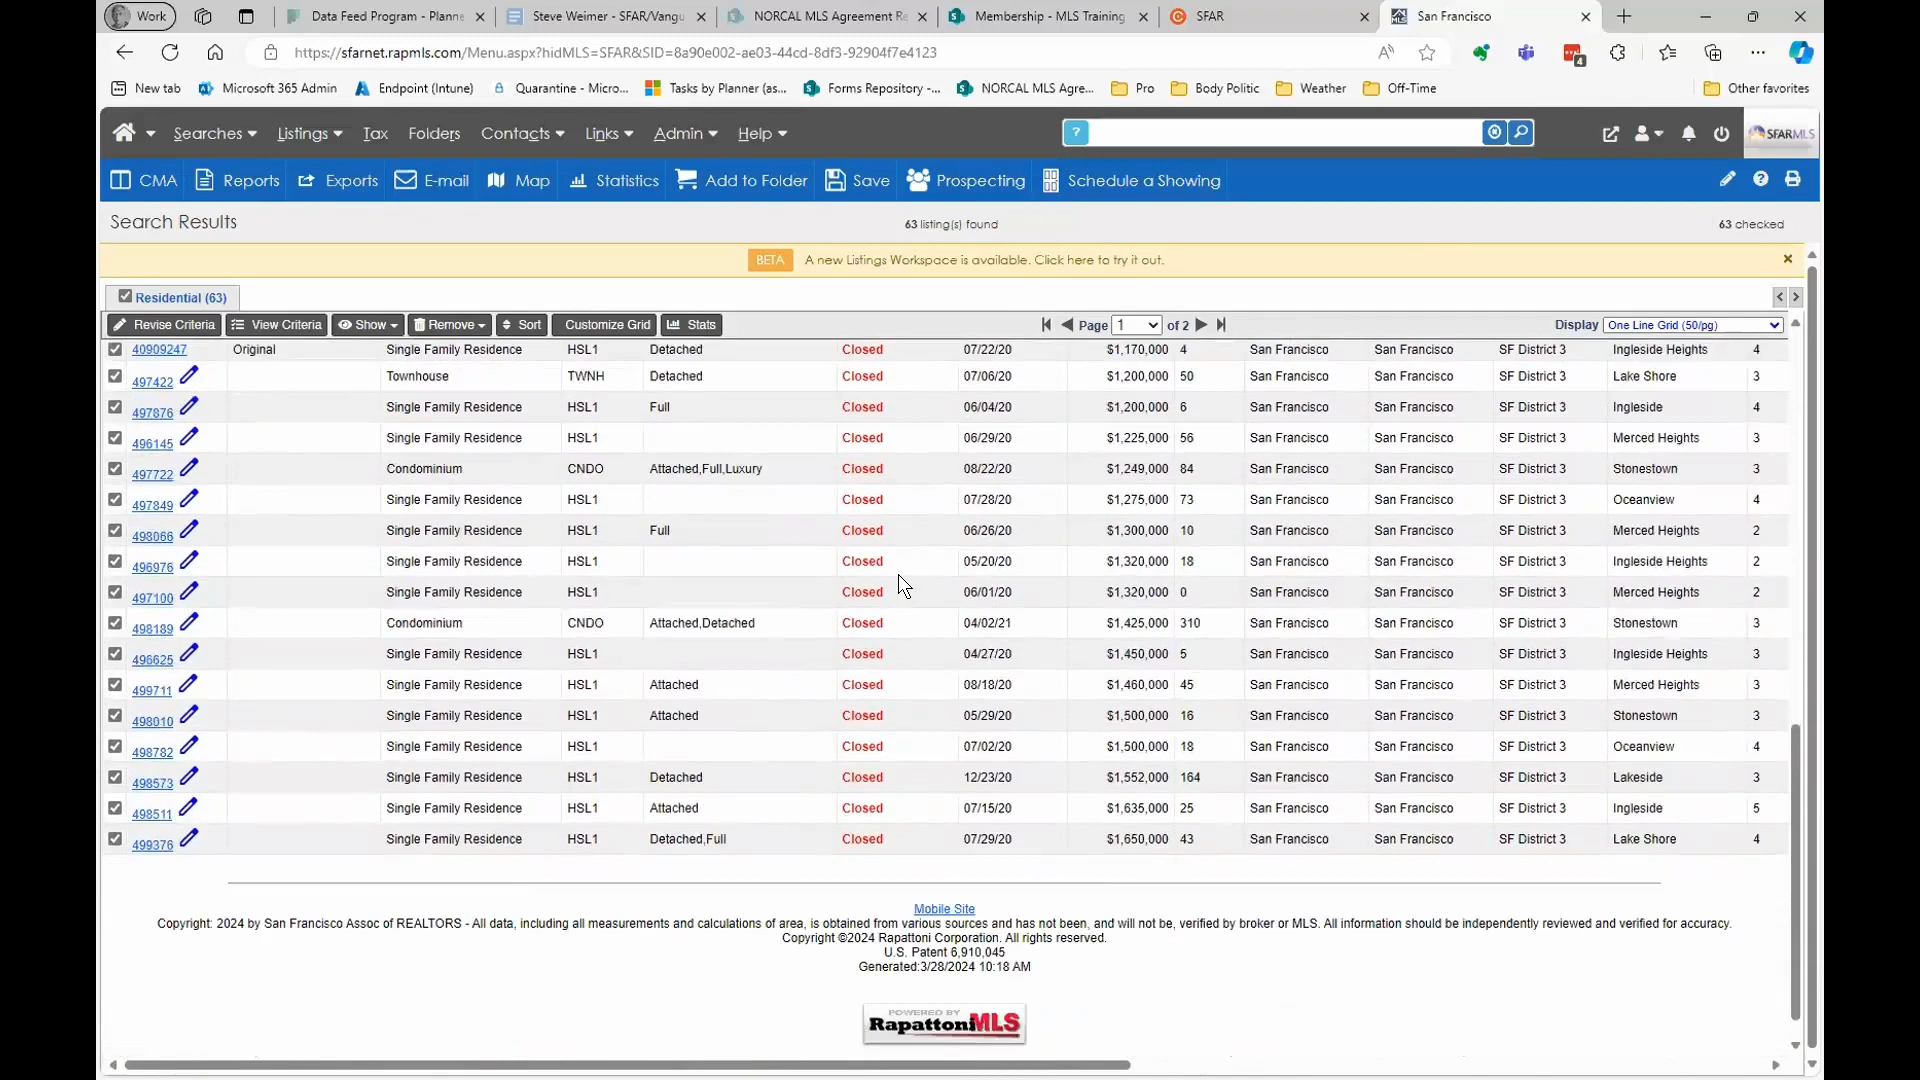 Work
Data Feed Program - Planne
Steve Weimer - SFAR/Vangu
NORCAL MLS Agreement Re
Membership - MLS Training
SFAR
San Francisco
https://sfarnet.rapmls.com/Menu.aspx?hidMLS=SFAR&SID=8a90e002-ae03-44cd-8df3-92904f7e4123
4
New tab
Microsoft 365 Admin
Endpoint (Intune)
Quarantine - Micro...
Tasks by Planner (as...
Forms Repository -...
NORCAL MLS Agre...
Pro
Body Politic
Weather
Off-Time
Other favorites
Searches
Listings
Tax
Folders
Contacts
Links
Admin
Help
?
SFARMLS
CMA
Reports
Exports
E-mail
Map
Statistics
Add to Folder
Save
Prospecting
Schedule a Showing
Search Results
63 listing(s) found
63 checked
BETA A new Listings Workspace is available. Click here to try it out.
Residential (63)
Revise Criteria
View Criteria
Show
Remove
Sort
Customize Grid
Stats
Page 1 of 2
Display One Line Grid (50/pg)
40909247 Original Single Family Residence HSL1 Detached Closed 07/22/20 $1,170,000 4 San Francisco San Francisco SF District 3 Ingleside Heights 4
497422 Townhouse TWNH Detached Closed 07/06/20 $1,200,000 50 San Francisco San Francisco SF District 3 Lake Shore 3
497876 Single Family Residence HSL1 Full Closed 06/04/20 $1,200,000 6 San Francisco San Francisco SF District 3 Ingleside 4
496145 Single Family Residence HSL1 Closed 06/29/20 $1,225,000 56 San Francisco San Francisco SF District 3 Merced Heights 3
497722 Condominium CNDO Attached,Full,Luxury Closed 08/22/20 $1,249,000 84 San Francisco San Francisco SF District 3 Stonestown 3
497849 Single Family Residence HSL1 Closed 07/28/20 $1,275,000 73 San Francisco San Francisco SF District 3 Oceanview 4
498066 Single Family Residence HSL1 Full Closed 06/26/20 $1,300,000 10 San Francisco San Francisco SF District 3 Merced Heights 2
496976 Single Family Residence HSL1 Closed 05/20/20 $1,320,000 18 San Francisco San Francisco SF District 3 Ingleside Heights 2
497100 Single Family Residence HSL1 Closed 06/01/20 $1,320,000 0 San Francisco San Francisco SF District 3 Merced Heights 2
498189 Condominium CNDO Attached,Detached Closed 04/02/21 $1,425,000 310 San Francisco San Francisco SF District 3 Stonestown 3
496625 Single Family Residence HSL1 Closed 04/27/20 $1,450,000 5 San Francisco San Francisco SF District 3 Ingleside Heights 3
499711 Single Family Residence HSL1 Attached Closed 08/18/20 $1,460,000 45 San Francisco San Francisco SF District 3 Merced Heights 3
498010 Single Family Residence HSL1 Attached Closed 05/29/20 $1,500,000 16 San Francisco San Francisco SF District 3 Stonestown 3
498782 Single Family Residence HSL1 Closed 07/02/20 $1,500,000 18 San Francisco San Francisco SF District 3 Oceanview 4
498573 Single Family Residence HSL1 Detached Closed 12/23/20 $1,552,000 164 San Francisco San Francisco SF District 3 Lakeside 3
498511 Single Family Residence HSL1 Attached Closed 07/15/20 $1,635,000 25 San Francisco San Francisco SF District 3 Ingleside 5
499376 Single Family Residence HSL1 Detached,Full Closed 07/29/20 $1,650,000 43 San Francisco San Francisco SF District 3 Lake Shore 4
Mobile Site
Copyright: 2024 by San Francisco Assoc of REALTORS - All data, including all measurements and calculations of area, is obtained from various sources and has not been, and will not be, verified by broker or MLS. All information should be independently reviewed and verified for accuracy.
Copyright ©2024 Rapattoni Corporation. All rights reserved.
U.S. Patent 6,910,045
Generated:3/28/2024 10:18 AM
POWERED BY
RapattoniMLS